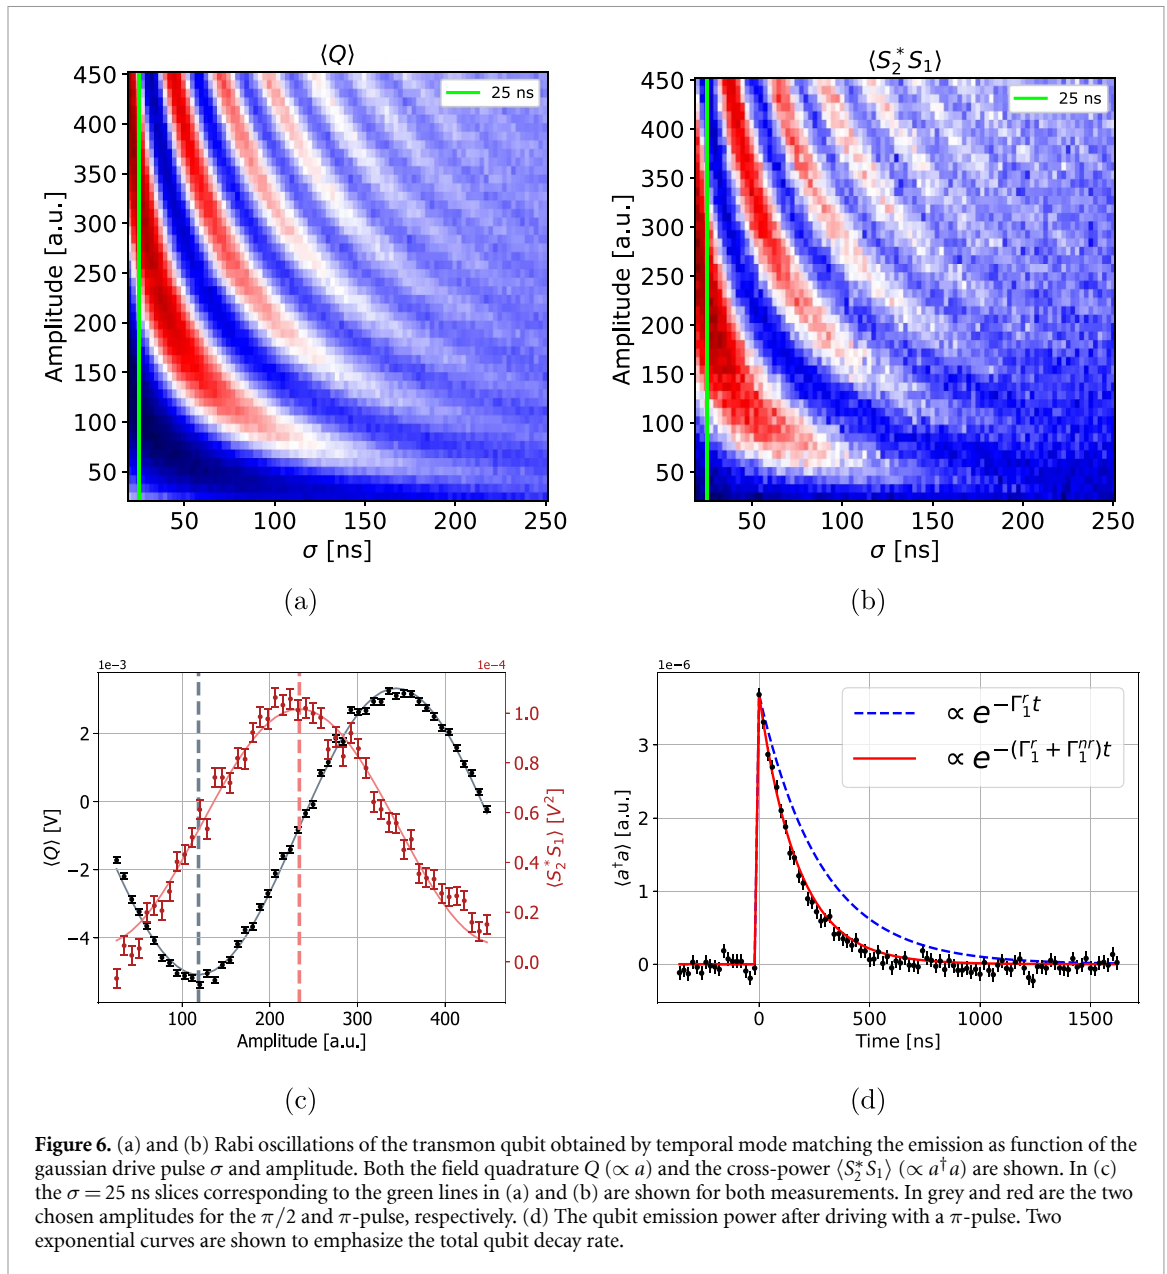 ⟨Q⟩
450
400
350
300
250
200
150
100
50
Amplitude [a.u.]
25 ns
50 100 150 200 250
σ [ns]
(a)
⟨S₂*S₁⟩
450
400
350
300
250
200
150
100
50
Amplitude [a.u.]
25 ns
50 100 150 200 250
σ [ns]
(b)
1e−3 1e−4
2
0
−2
−4
⟨Q⟩ [V]
1.0
0.8
0.6
0.4
0.2
0.0
⟨S₂*S₁⟩ [V²]
100 200 300 400
Amplitude [a.u.]
(c)
1e−6
3
2
1
0
⟨a†a⟩ [a.u.]
∝ e^−Γ₁ʳt
∝ e^−(Γ₁ʳ + Γ₁ⁿʳ)t
0 500 1000 1500
Time [ns]
(d)
Figure 6. (a) and (b) Rabi oscillations of the transmon qubit obtained by temporal mode matching the emission as function of the
gaussian drive pulse σ and amplitude. Both the field quadrature Q (∝ a) and the cross-power ⟨S₂*S₁⟩ (∝ a†a) are shown. In (c)
the σ = 25 ns slices corresponding to the green lines in (a) and (b) are shown for both measurements. In grey and red are the two
chosen amplitudes for the π/2 and π-pulse, respectively. (d) The qubit emission power after driving with a π-pulse. Two
exponential curves are shown to emphasize the total qubit decay rate.